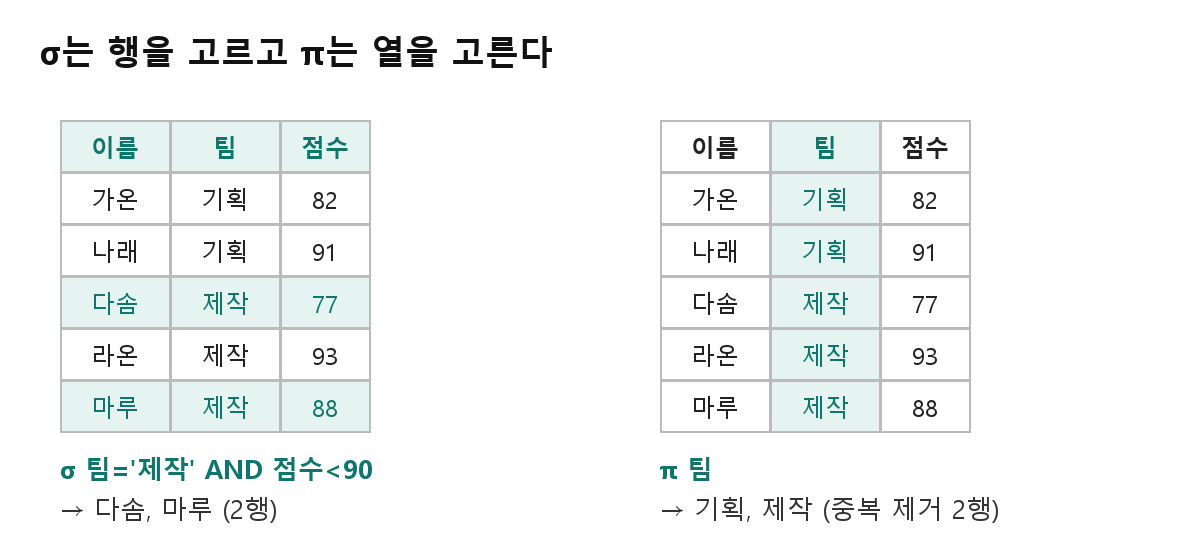 σ는 행을 고르고 π는 열을 고른다
이름 팀 점수
가온 기획 82
나래 기획 91
다솜 제작 77
라온 제작 93
마루 제작 88
σ 팀='제작' AND 점수<90
→ 다솜, 마루 (2행)
이름 팀 점수
가온 기획 82
나래 기획 91
다솜 제작 77
라온 제작 93
마루 제작 88
π 팀
→ 기획, 제작 (중복 제거 2행)